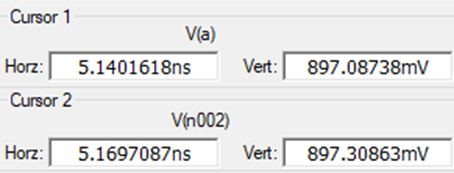 Cursor 1
V(a)
Horz: 5.1401618ns Vert: 897.08738mV
Cursor 2
V(n002)
Horz: 5.1697087ns Vert: 897.30863mV